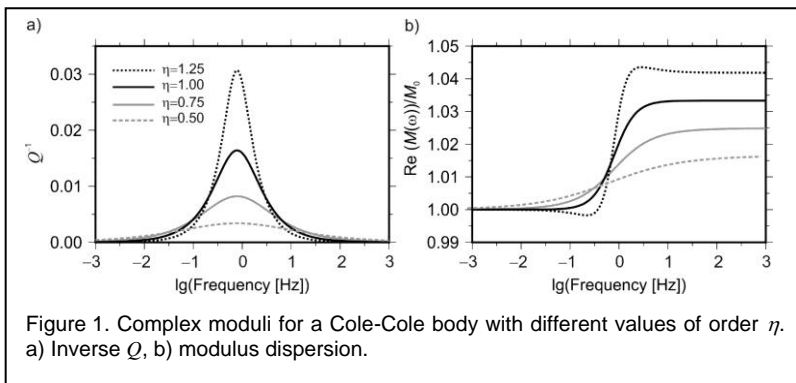 a)
b)
0.03
0.02
0.01
0.00
Q⁻¹
η=1.25
η=1.00
η=0.75
η=0.50
−3 −2 −1 0 1 2 3
lg(Frequency [Hz])
1.05
1.04
1.03
1.02
1.01
1.00
0.99
Re (M(ω))/M₀
−3 −2 −1 0 1 2 3
lg(Frequency [Hz])
Figure 1. Complex moduli for a Cole-Cole body with different values of order η.
a) Inverse Q, b) modulus dispersion.